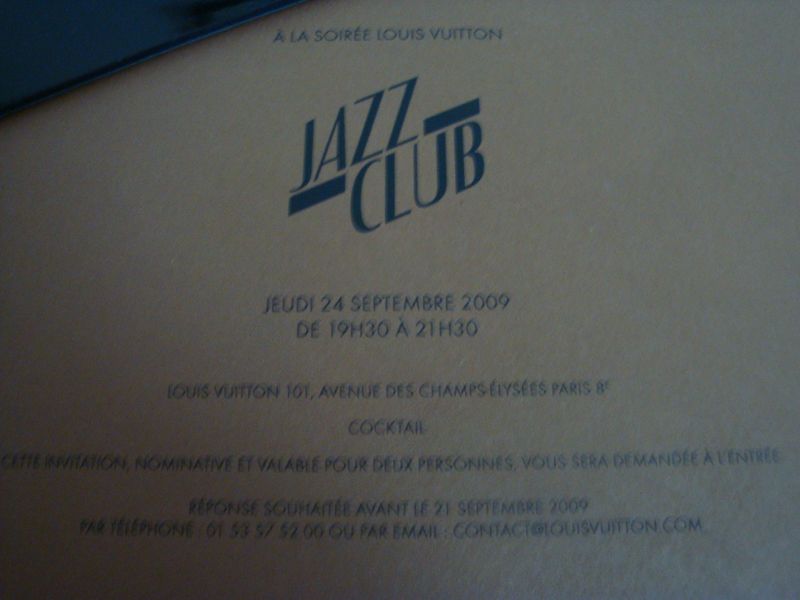 À LA SOIRÉE LOUIS VUITTON
JAZZ
CLUB
JEUDI 24 SEPTEMBRE 2009
DE 19H30 À 21H30
LOUIS VUITTON 101, AVENUE DES CHAMPS-ÉLYSÉES PARIS 8E
COCKTAIL
CETTE INVITATION, NOMINATIVE ET VALABLE POUR DEUX PERSONNES, VOUS SERA DEMANDÉE À L'ENTRÉE
RÉPONSE SOUHAITÉE AVANT LE 21 SEPTEMBRE 2009
PAR TÉLÉPHONE : 01 53 57 52 00 OU PAR EMAIL : CONTACT@LOUISVUITTON.COM